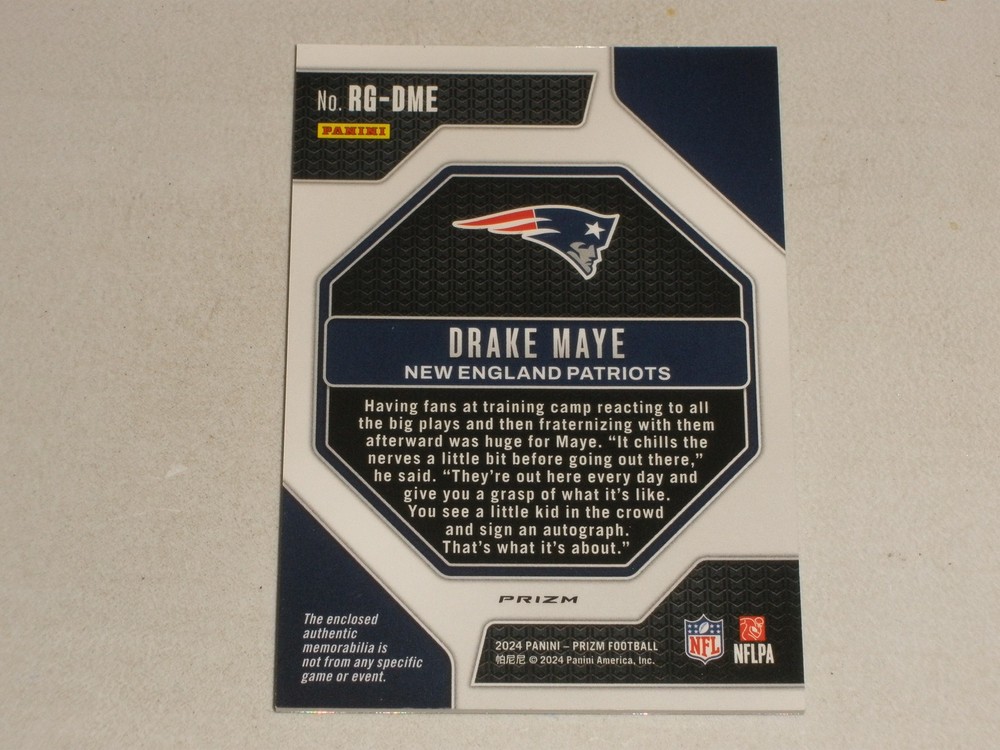 No. RG-DME
PANINI
DRAKE MAYE
NEW ENGLAND PATRIOTS
Having fans at training camp reacting to all
the big plays and then fraternizing with them
afterward was huge for Maye. “It chills the
nerves a little bit before going out there,”
he said. “They’re out here every day and
give you a grasp of what it’s like.
You see a little kid in the crowd
and sign an autograph.
That’s what it’s about.”
PRIZM
The enclosed
authentic
memorabilia is
not from any specific
game or event.
2024 PANINI – PRIZM FOOTBALL
帕尼尼 © 2024 Panini America, Inc.
NFL
NFLPA